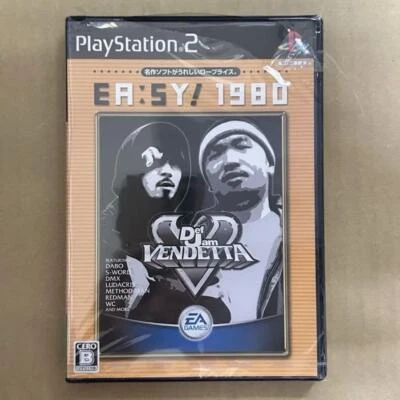 PlayStation 2
名作ソフトがうれしいロープライス。
EA:SY! 1980
Def
Jam
VENDETTA
FEATURING
DABO
S-WORD
DMX
LUDACRIS
METHOD MAN
REDMAN
WC
AND MORE
EA
GAMES
CERO
B